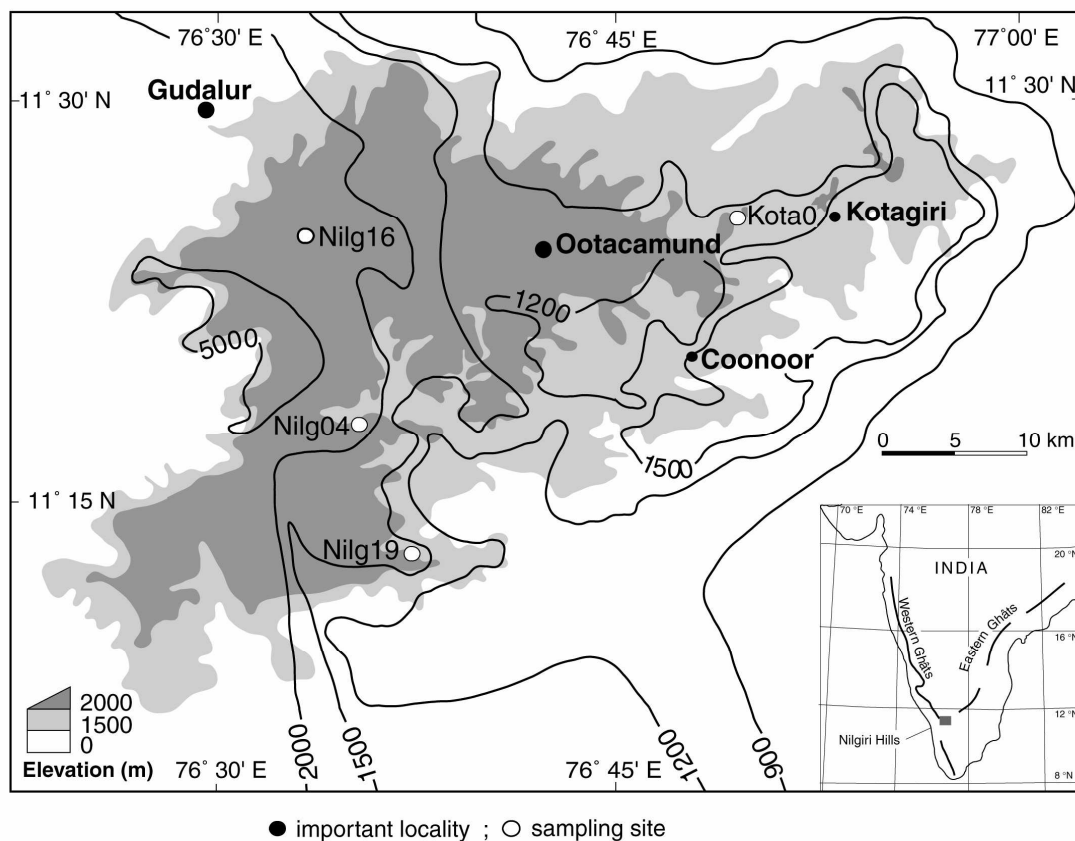 76˚ 30' E
76˚ 45' E
77˚ 00' E
11˚ 30' N
11˚ 30' N
Gudalur
Nilg16
Ootacamund
Kota0
Kotagiri
1200
5000
Coonoor
Nilg04
0 5 10 km
1500
11˚ 15 N
Nilg19
70 °E 74 °E 78 °E 82 °E
20 °N
INDIA
Western Ghâts
Eastern Ghâts
16 °N
12 °N
Nilgiri Hills
8 °N
2000
1500
0
Elevation (m)
76˚ 30' E
2000
1500
76˚ 45' E
1200
900
important locality ; sampling site